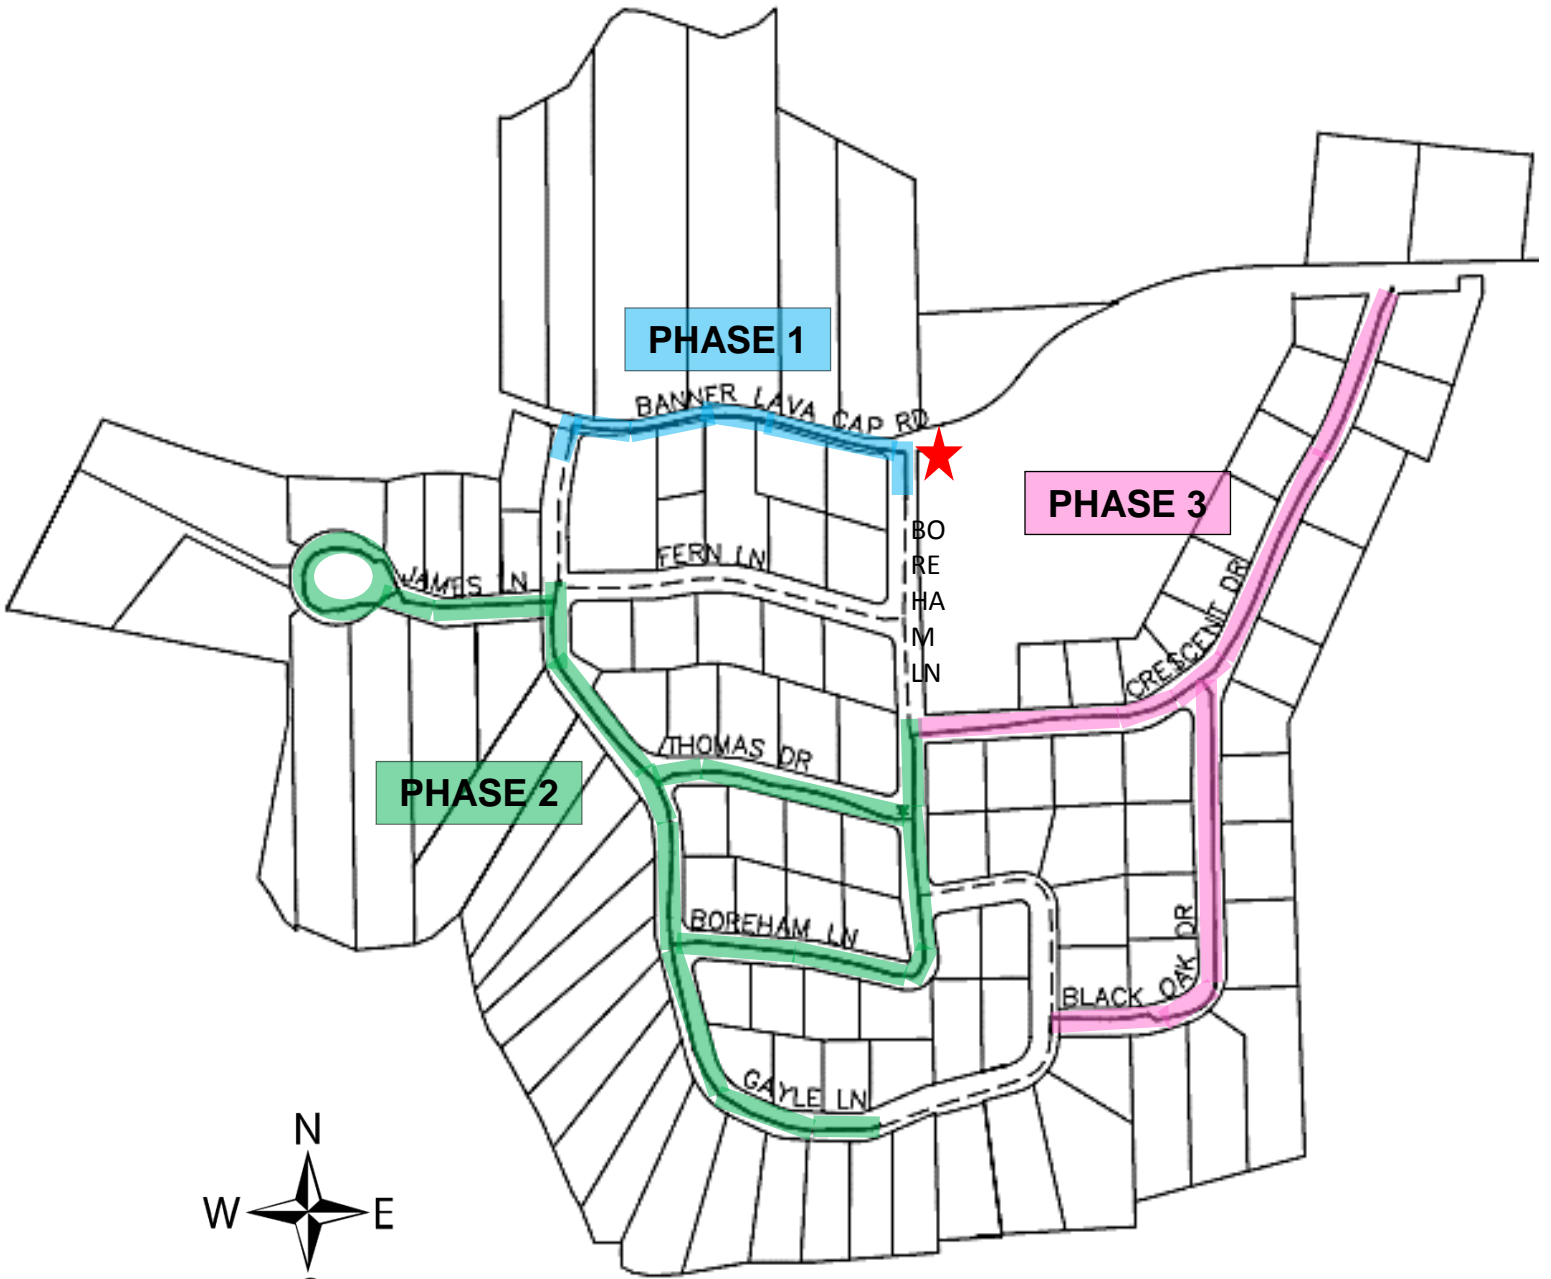 PHASE 1
BANNER LAVA CAP RD
PHASE 3
BO
RE
HA
M
LN
FERN LN
JAMES LN
CRESCENT DR
THOMAS DR
PHASE 2
BOREHAM LN
BLACK OAK DR
GAYLE LN
N
W E